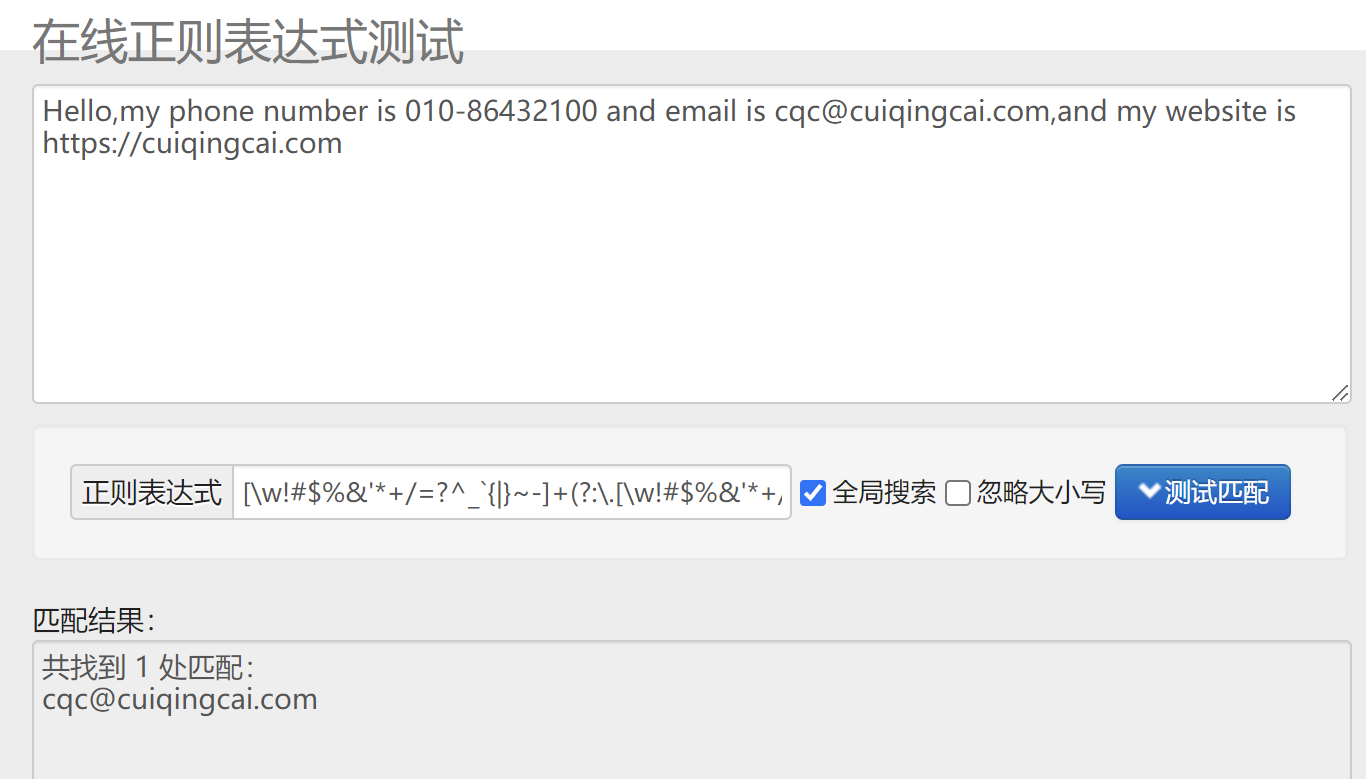 在线正则表达式测试
Hello,my phone number is 010-86432100 and email is cqc@cuiqingcai.com,and my website is
https://cuiqingcai.com
正则表达式 [\w!#$%&'*+/=?^_`{|}~-]+(?:\.[\w!#$%&'*+/ 全局搜索 忽略大小写 测试匹配
匹配结果：
共找到 1 处匹配：
cqc@cuiqingcai.com